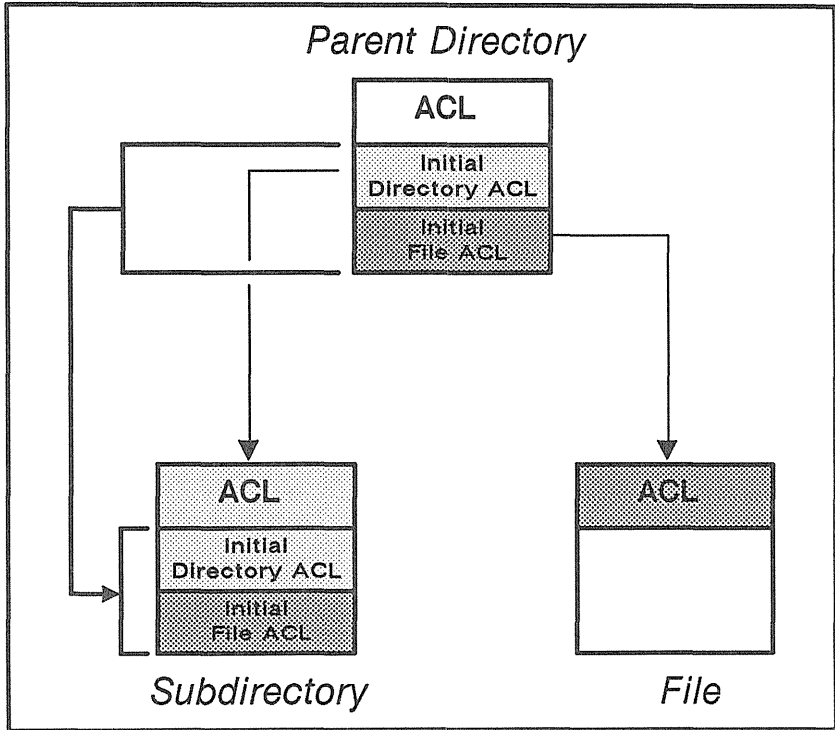 Parent Directory
ACL
Initial
Directory ACL
Initial
File ACL
ACL
Initial
Directory ACL
Initial
File ACL
Subdirectory
ACL
File